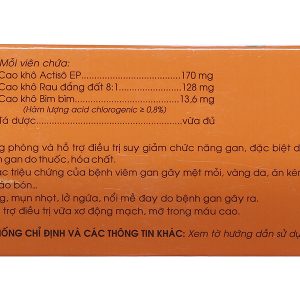 Mỗi viên chứa:
Cao khô Actisô EP.....................170 mg
Cao khô Rau đắng đất 8:1..........128 mg
Cao khô Bìm bìm......................13,6 mg
(Hàm lượng acid chlorogenic ≥ 0,8%)
Tá dược....................................vừa đủ
g phòng và hỗ trợ điều trị suy giảm chức năng gan, đặc
n gan do thuốc, hóa chất.
ác triệu chứng của bệnh viêm gan gây mệt mỏi, vàng da, ăn
áo bón...
g, mụn nhọt, lở ngứa, nổi mề đay do bệnh gan gây ra.
trợ điều trị vữa xơ động mạch, mỡ trong máu cao.
CHỈ ĐỊNH VÀ CÁC THÔNG TIN KHÁC: Xem tờ hướng dẫn sử